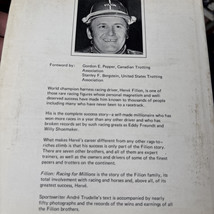 Foreword by: Gordon E. Pepper, Canadian Trotting
Association
Stanley F. Bergstein, United States Trotting
Association
World champion harness racing driver, Hervé Filion, is one of
those rare racing figures whose personal magnetism and well-
deserved success have made him known to thousands of people
including many who have never been to a racetrack.
His is the complete success story - a self-made millionaire who has
won more races in a year than any other driver and who has
broken records set by such racing greats as Eddy Freundt and
Willy Shoemaker.
What makes Hervé's career different from any other rags-to-
riches climb is that his success is only part of the Filion story.
There are seven other brothers, and all of them are expert
trainers, as well as the owners and drivers of some of the finest
pacers and trotters in the world.
Filion: Racing For Millions is the story of the Filion family, its
total involvement with racing and horses and, above all, of its
greatest success, Hervé.
Sportswriter André Trudelle's text is accompanied by nearly
fifty photographs and the records of the wins and earnings of all
the Filion brothers.